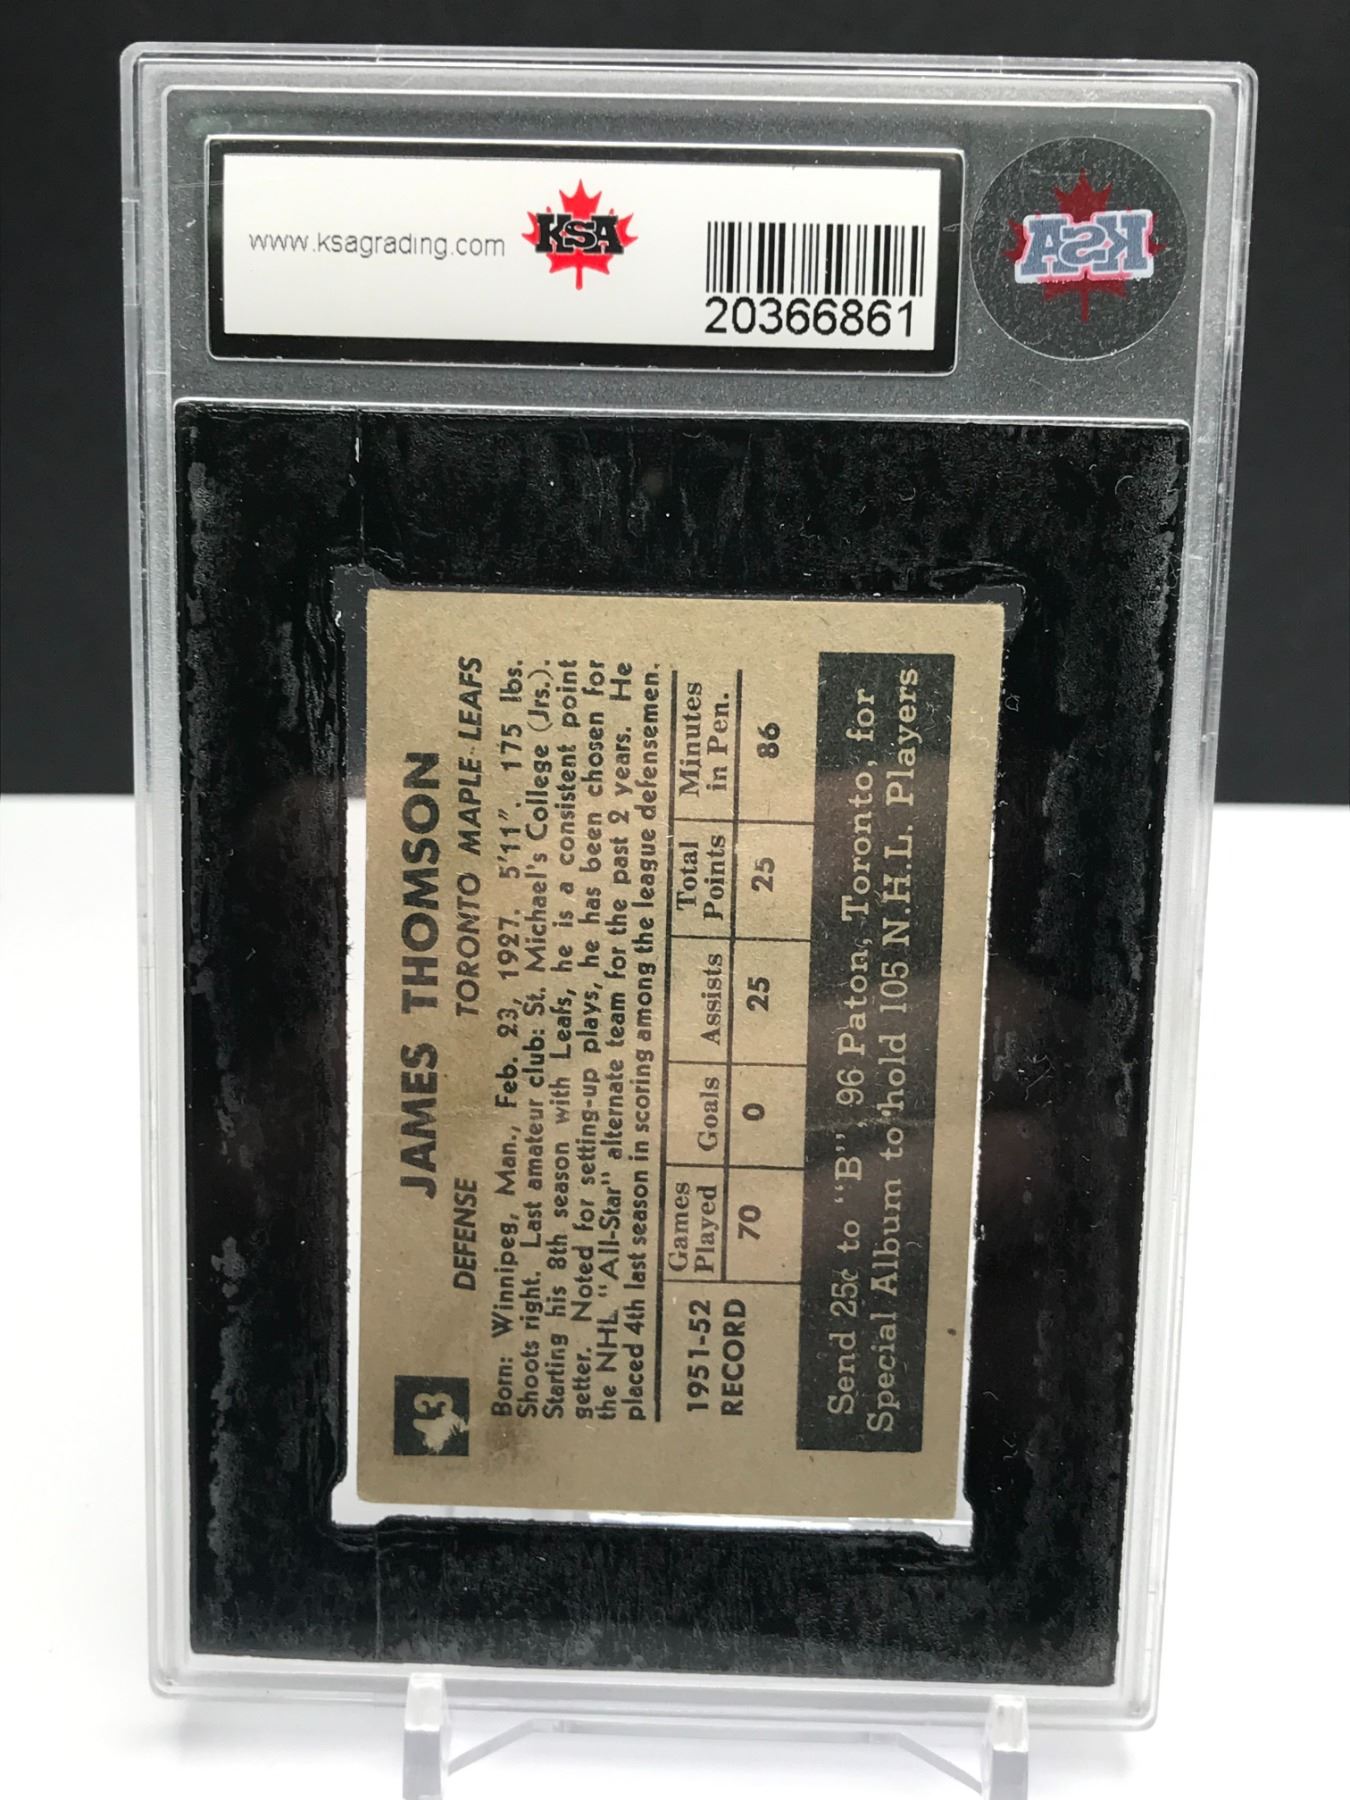 www.ksagrading.com
KSA
20366861
KSA
JAMES THOMSON
DEFENSE TORONTO MAPLE LEAFS
Born: Winnipeg, Man., Feb. 23, 1927. 5'11". 175 lbs.
Shoots right. Last amateur club: St. Michael's College (Jrs.).
Starting his 8th season with Leafs, he is a consistent point
getter. Noted for setting-up plays, he has been chosen for
the NHL "All-Star" alternate team for the past 2 years. He
placed 4th last season in scoring among the league defensemen.
1951-52 RECORD
Games Played Goals Assists Total Points Minutes in Pen.
70 0 25 25 86
Send 25¢ to "B", 96 Paton, Toronto, for
Special Album to hold 105 N.H.L. Players